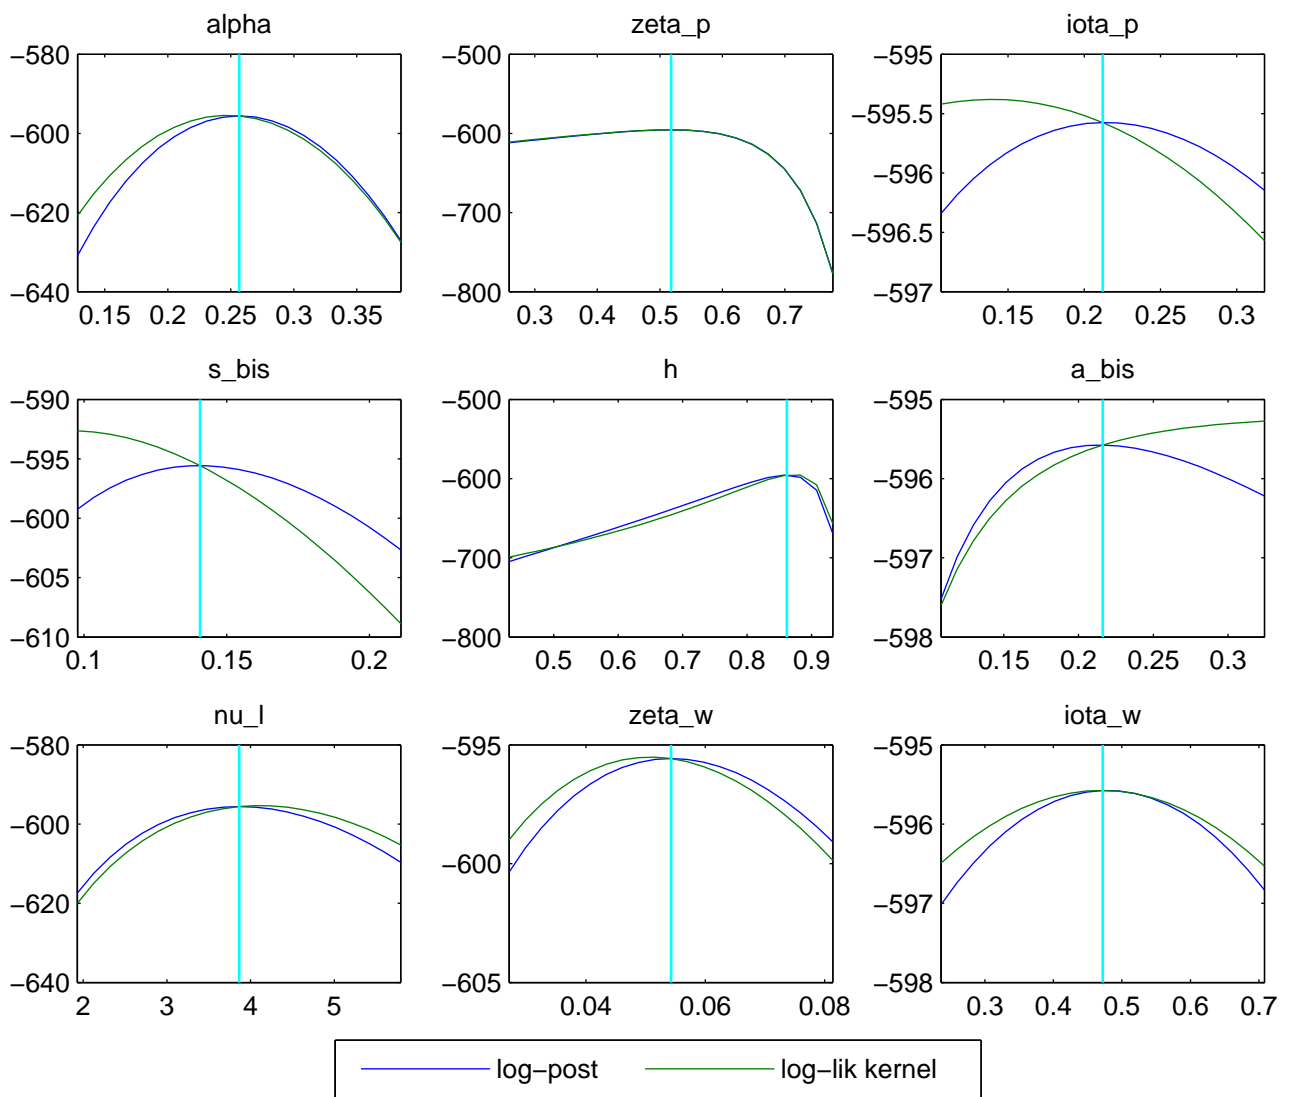 alpha zeta_p iota_p
−580 −500 −595
−600 −600 −595.5
−620 −700 −596
−596.5
−640 −800 −597
0.15 0.2 0.25 0.3 0.35 0.3 0.4 0.5 0.6 0.7 0.15 0.2 0.25 0.3
s_bis h a_bis
−590 −500 −595
−595 −600 −596
−600
−605 −700 −597
−610 −800 −598
0.1 0.15 0.2 0.5 0.6 0.7 0.8 0.9 0.15 0.2 0.25 0.3
nu_l zeta_w iota_w
−580 −595 −595
−600 −600 −596
−620 −597
−640 −605 −598
2 3 4 5 0.04 0.06 0.08 0.3 0.4 0.5 0.6 0.7
log−post log−lik kernel